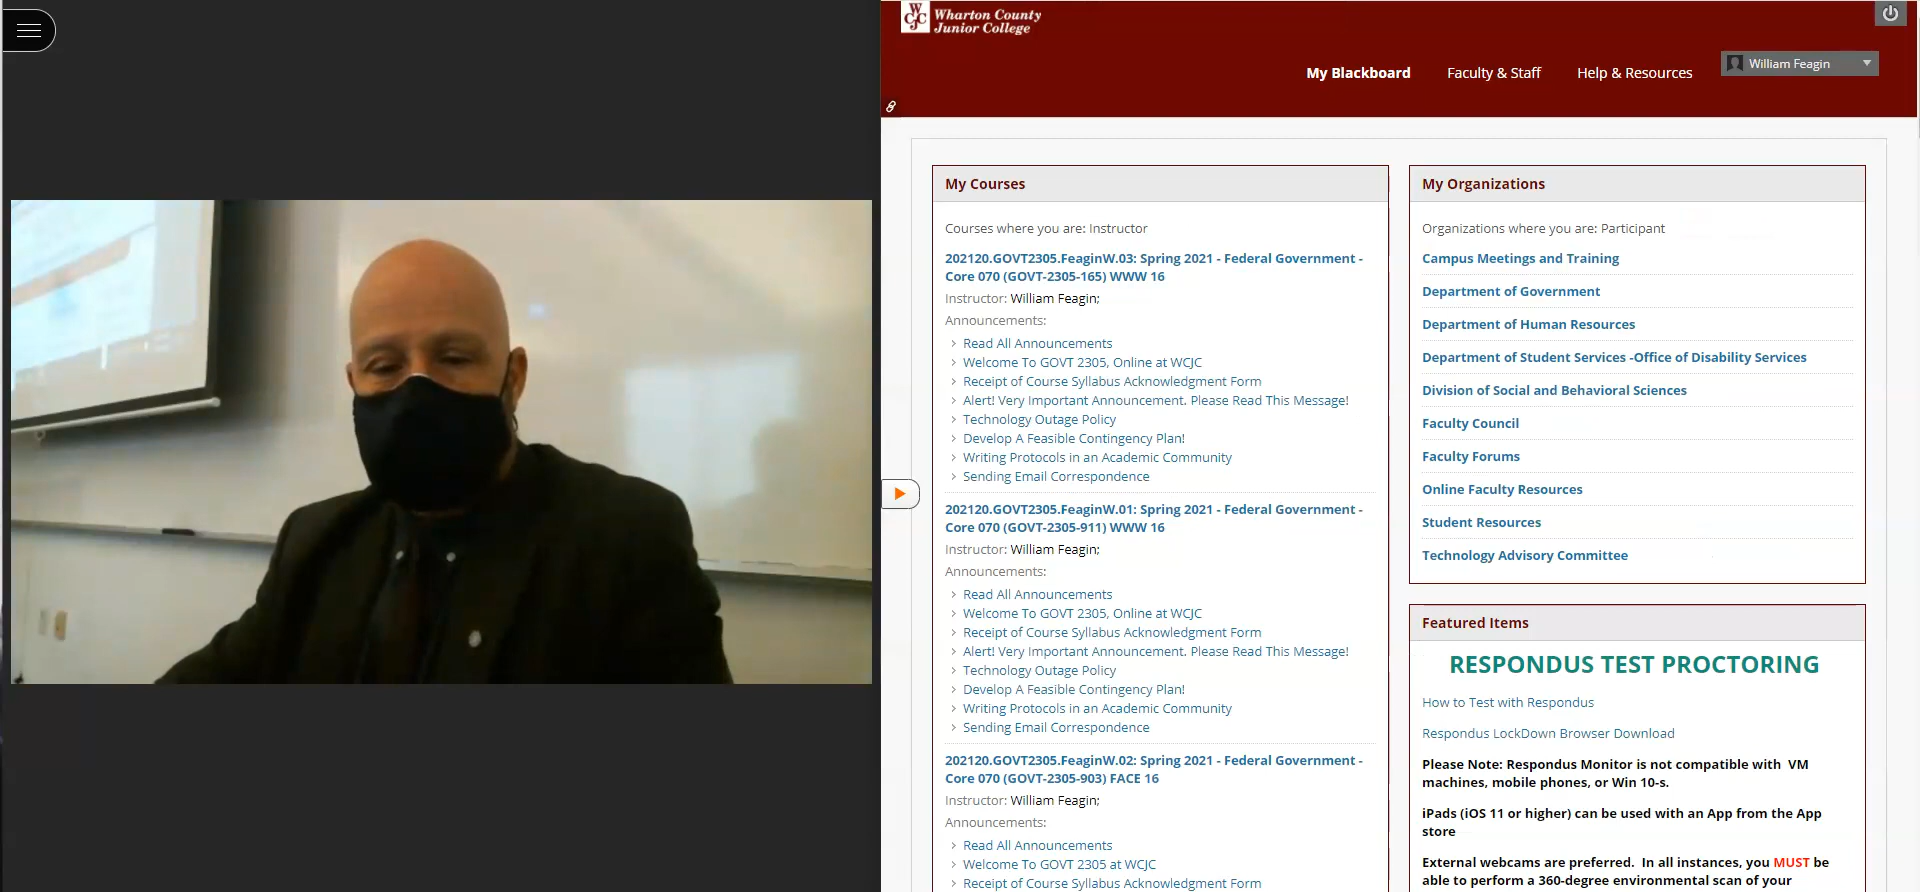 WCJC
Wharton County
Junior College
My Blackboard
Faculty & Staff
Help & Resources
William Feagin
My Courses
Courses where you are: Instructor
202120.GOVT2305.FeaginW.03: Spring 2021 - Federal Government -
Core 070 (GOVT-2305-165) WWW 16
Instructor: William Feagin;
Announcements:
Read All Announcements
Welcome To GOVT 2305, Online at WCJC
Receipt of Course Syllabus Acknowledgment Form
Alert! Very Important Announcement. Please Read This Message!
Technology Outage Policy
Develop A Feasible Contingency Plan!
Writing Protocols in an Academic Community
Sending Email Correspondence
202120.GOVT2305.FeaginW.01: Spring 2021 - Federal Government -
Core 070 (GOVT-2305-911) WWW 16
Instructor: William Feagin;
Announcements:
Read All Announcements
Welcome To GOVT 2305, Online at WCJC
Receipt of Course Syllabus Acknowledgment Form
Alert! Very Important Announcement. Please Read This Message!
Technology Outage Policy
Develop A Feasible Contingency Plan!
Writing Protocols in an Academic Community
Sending Email Correspondence
202120.GOVT2305.FeaginW.02: Spring 2021 - Federal Government -
Core 070 (GOVT-2305-903) FACE 16
Instructor: William Feagin;
Announcements:
Read All Announcements
Welcome To GOVT 2305 at WCJC
Receipt of Course Syllabus Acknowledgment Form
My Organizations
Organizations where you are: Participant
Campus Meetings and Training
Department of Government
Department of Human Resources
Department of Student Services -Office of Disability Services
Division of Social and Behavioral Sciences
Faculty Council
Faculty Forums
Online Faculty Resources
Student Resources
Technology Advisory Committee
Featured Items
RESPONDUS TEST PROCTORING
How to Test with Respondus
Respondus LockDown Browser Download
Please Note: Respondus Monitor is not compatible with VM
machines, mobile phones, or Win 10-s.
iPads (iOS 11 or higher) can be used with an App from the App
store
External webcams are preferred. In all instances, you MUST be
able to perform a 360-degree environmental scan of your